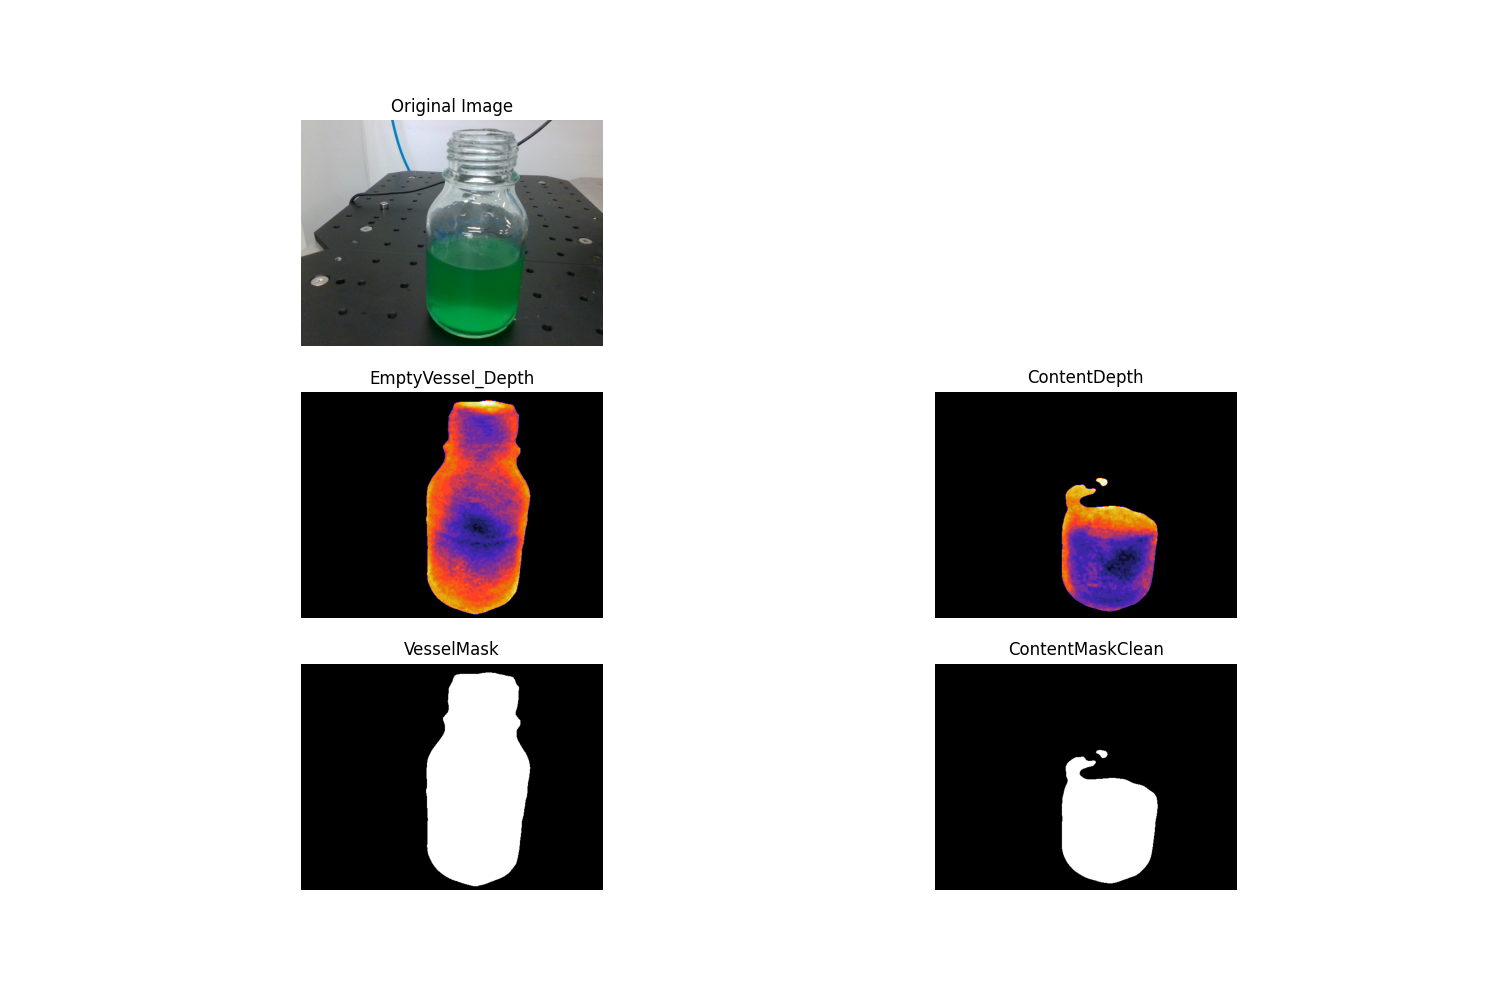 Original Image
EmptyVessel_Depth
ContentDepth
VesselMask
ContentMaskClean